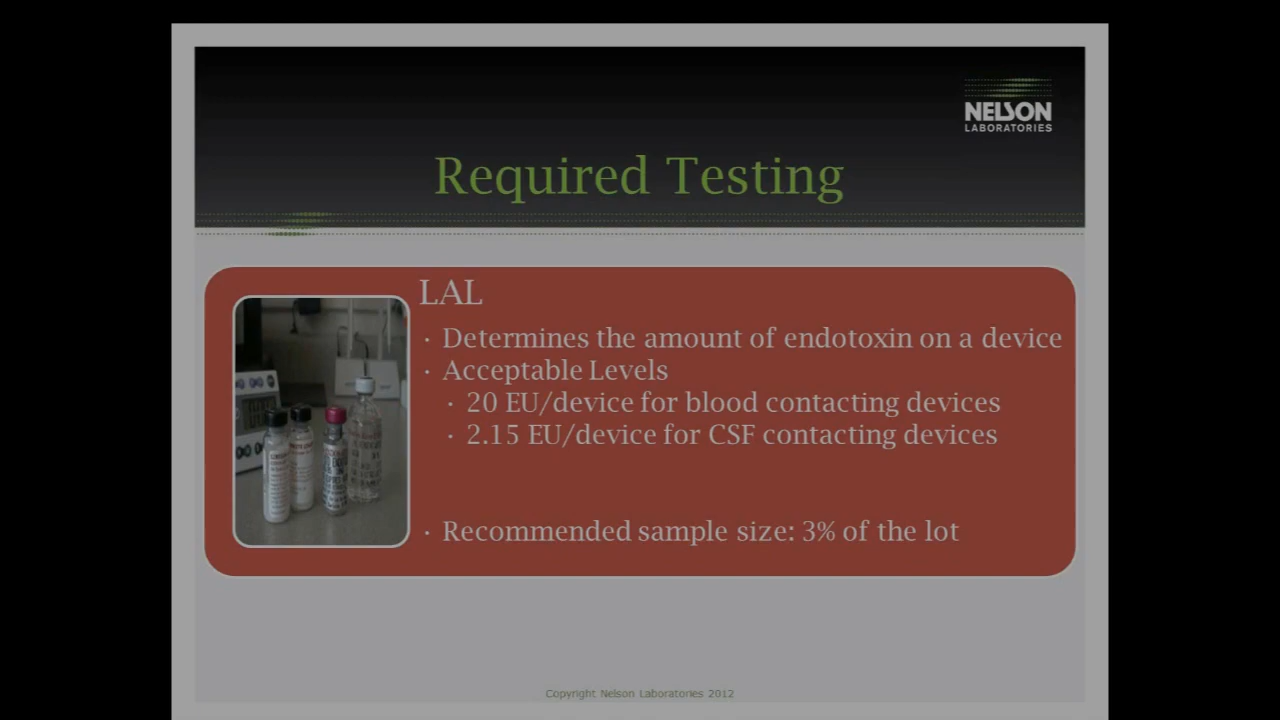 NELSON
LABORATORIES
Required Testing
LAL
· Determines the amount of endotoxin on a device
· Acceptable Levels
· 20 EU/device for blood contacting devices
· 2.15 EU/device for CSF contacting devices
· Recommended sample size: 3% of the lot
Copyright Nelson Laboratories 2012